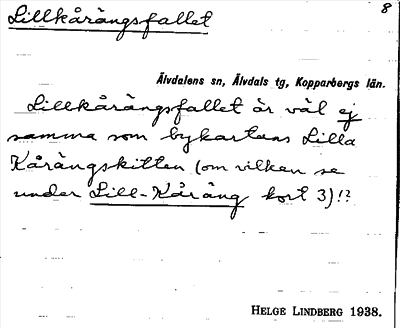 8
Lillkårängsfallet
Älvdalens sn, Älvdals tg, Kopparbergs län.
Lillkårängsfallet är väl ej
samma som bykartans Lilla
Kårängskitten (om vilken se
under Lill-Kåräng kort 3)!?
HELGE LINDBERG 1938.